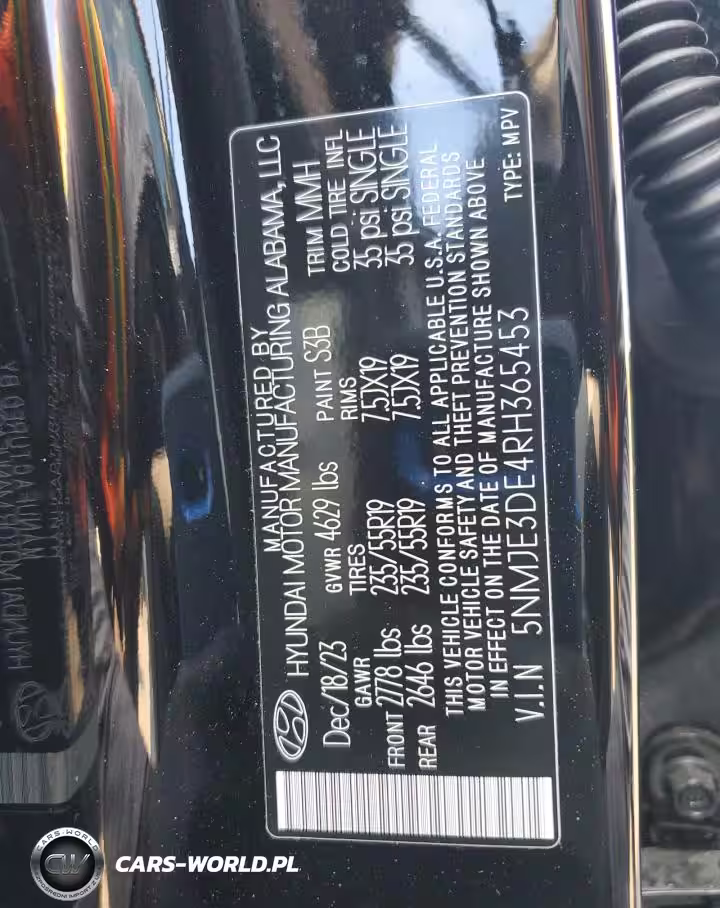 MANUFACTURED BY
HYUNDAI MOTOR MANUFACTURING ALABAMA, LLC
Dec/18/23 GVWR 4629 lbs PAINT S3B TRIM MMH
GAWR TIRES RIMS COLD TIRE INFL
FRONT 2778 lbs 235/55R19 7.5JX19 35 psi SINGLE
REAR 2646 lbs 235/55R19 7.5JX19 35 psi SINGLE
THIS VEHICLE CONFORMS TO ALL APPLICABLE U.S.A. FEDERAL
MOTOR VEHICLE SAFETY AND THEFT PREVENTION STANDARDS
IN EFFECT ON THE DATE OF MANUFACTURE SHOWN ABOVE
V.I.N 5NMJE3DE4RH365453 TYPE: MPV
CARS-WORLD
CW
CARS-WORLD.PL